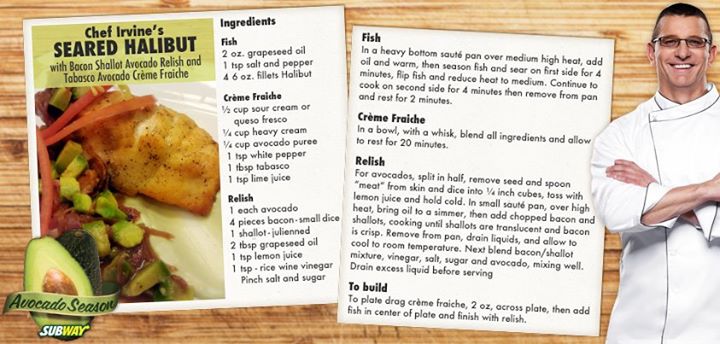 Chef Irvine's
SEARED HALIBUT
with Bacon Shallot Avocado Relish and
Tabasco Avocado Crème Fraiche
Ingredients
Fish
2 oz. grapeseed oil
1 tsp salt and pepper
4 6 oz. fillets Halibut
Crème Fraiche
½ cup sour cream or
queso fresco
¼ cup heavy cream
¼ cup avocado puree
1 tsp white pepper
1 tbsp tabasco
1 tsp lime juice
Relish
1 each avocado
4 pieces bacon-small dice
1 shallot-julienned
2 tbsp grapeseed oil
1 tsp lemon juice
1 tsp - rice wine vinegar
Pinch salt and sugar
Avocado Season
SUBWAY
Fish
In a heavy bottom sauté pan over medium high heat, add
oil and warm, then season fish and sear on first side for 4
minutes, flip fish and reduce heat to medium. Continue to
cook on second side for 4 minutes then remove from pan
and rest for 2 minutes.
Crème Fraiche
In a bowl, with a whisk, blend all ingredients and allow
to rest for 20 minutes.
Relish
For avocados, split in half, remove seed and spoon
"meat" from skin and dice into ¼ inch cubes, toss with
lemon juice and hold cold. In small sauté pan, over high
heat, bring oil to a simmer, then add chopped bacon and
shallots, cooking until shallots are translucent and bacon
is crisp. Remove from pan, drain liquids, and allow to
cool to room temperature. Next blend bacon/shallot
mixture, vinegar, salt, sugar and avocado, mixing well.
Drain excess liquid before serving
To build
To plate drag crème fraiche, 2 oz, across plate, then add
fish in center of plate and finish with relish.